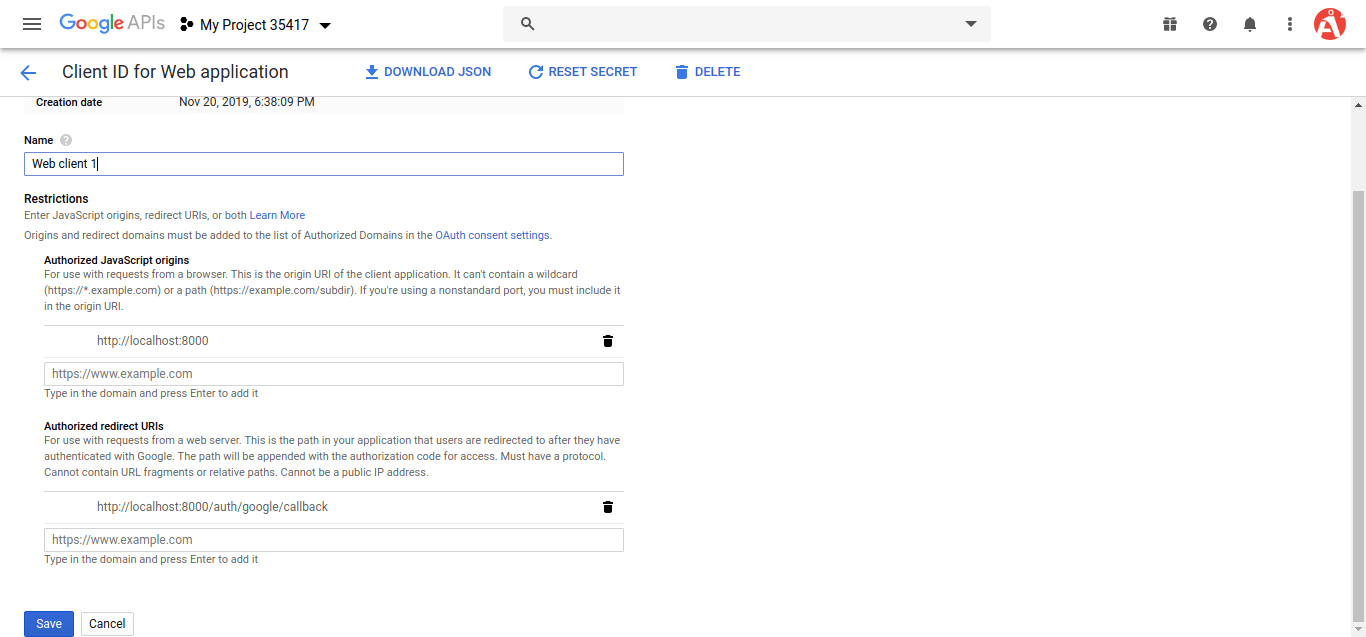 Google APIs My Project 35417
Client ID for Web application DOWNLOAD JSON RESET SECRET DELETE
Creation date Nov 20, 2019, 6:38:09 PM
Name ?
Web client 1
Restrictions
Enter JavaScript origins, redirect URIs, or both Learn More
Origins and redirect domains must be added to the list of Authorized Domains in the OAuth consent settings.
Authorized JavaScript origins
For use with requests from a browser. This is the origin URI of the client application. It can't contain a wildcard
(https://*.example.com) or a path (https://example.com/subdir). If you're using a nonstandard port, you must include it
in the origin URI.
http://localhost:8000
https://www.example.com
Type in the domain and press Enter to add it
Authorized redirect URIs
For use with requests from a web server. This is the path in your application that users are redirected to after they have
authenticated with Google. The path will be appended with the authorization code for access. Must have a protocol.
Cannot contain URL fragments or relative paths. Cannot be a public IP address.
http://localhost:8000/auth/google/callback
https://www.example.com
Type in the domain and press Enter to add it
Save Cancel